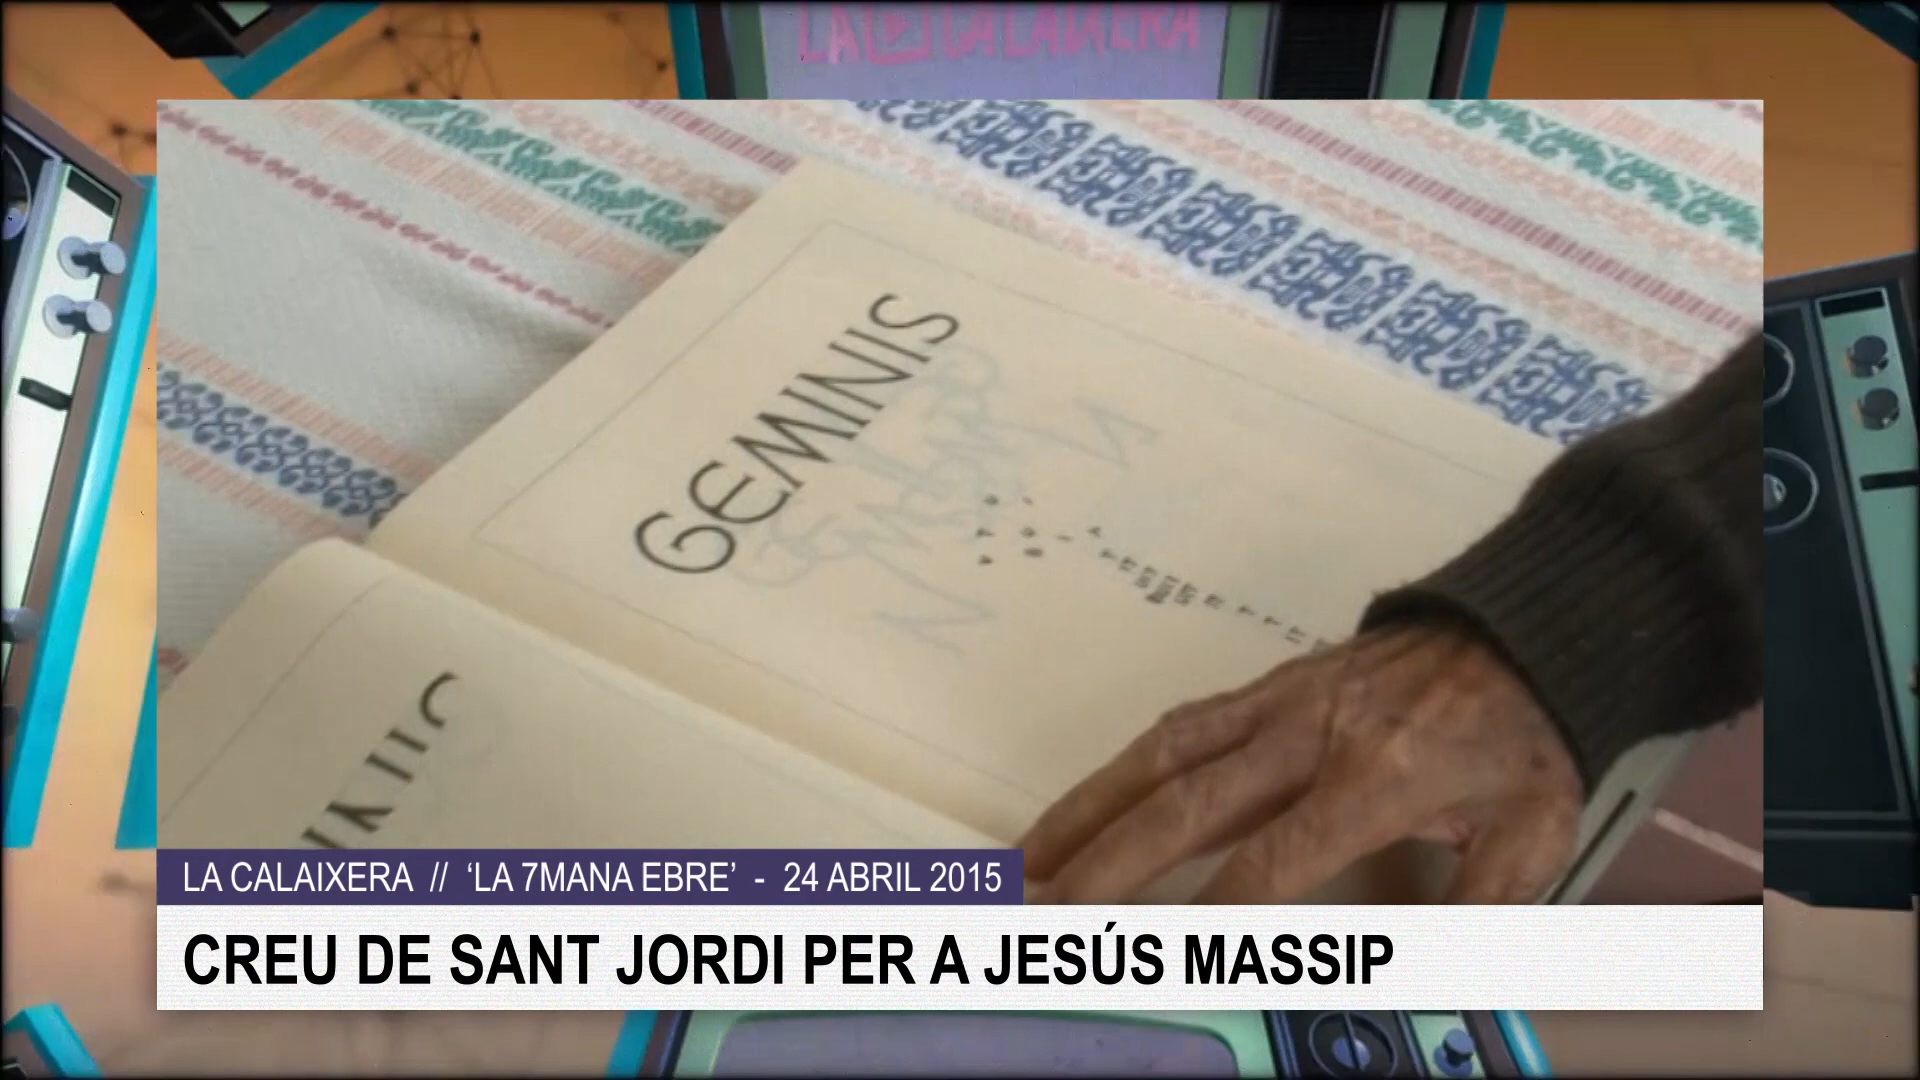 LA CALAIXERA
GEMINIS
LA CALAIXERA // ‘LA 7MANA EBRE’ - 24 ABRIL 2015
CREU DE SANT JORDI PER A JESÚS MASSIP